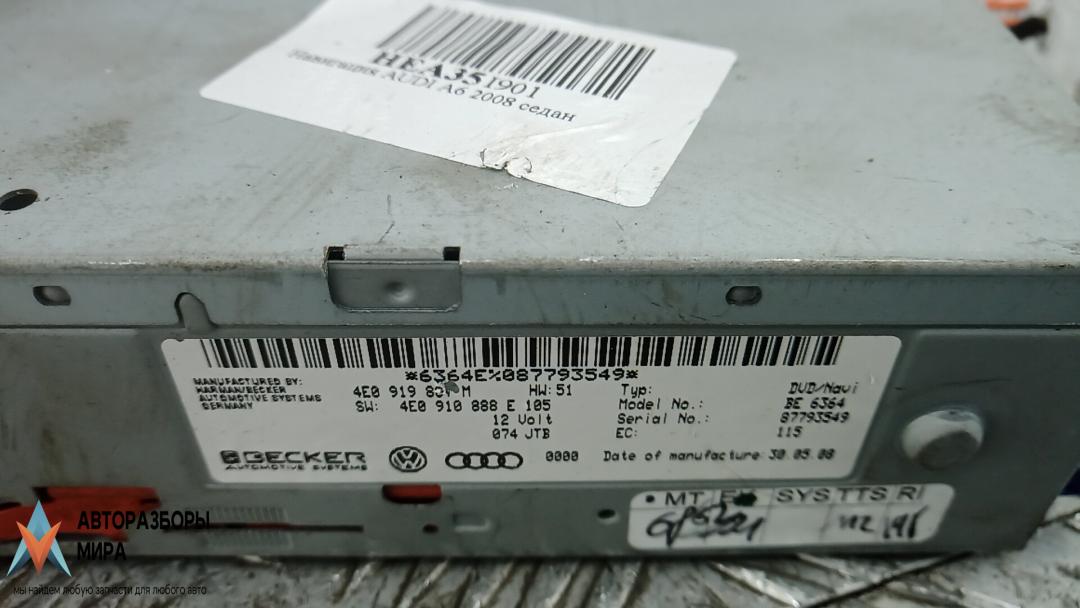 HEA351901
Навигация AUDI A6 2008 седан
*6364E%087793549*
MANUFACTURED BY:
HARMAN/BECKER
AUTOMOTIVE SYSTEMS
GERMANY
4E0 919 M HW: 51
SW: 4E0 910 888 E 105
12 Volt
074 JTB
Typ: DVD/Navi
Model No.: BE 6364
Serial No.: 87793549
EC: 115
BECKER
AUTOMOTIVE SYSTEMS
0000 Date of manufacture: 30.05.08
MT SYS TTS RI
АВТОРАЗБОРЫ
МИРА
мы найдем любую запчасти для любого авто